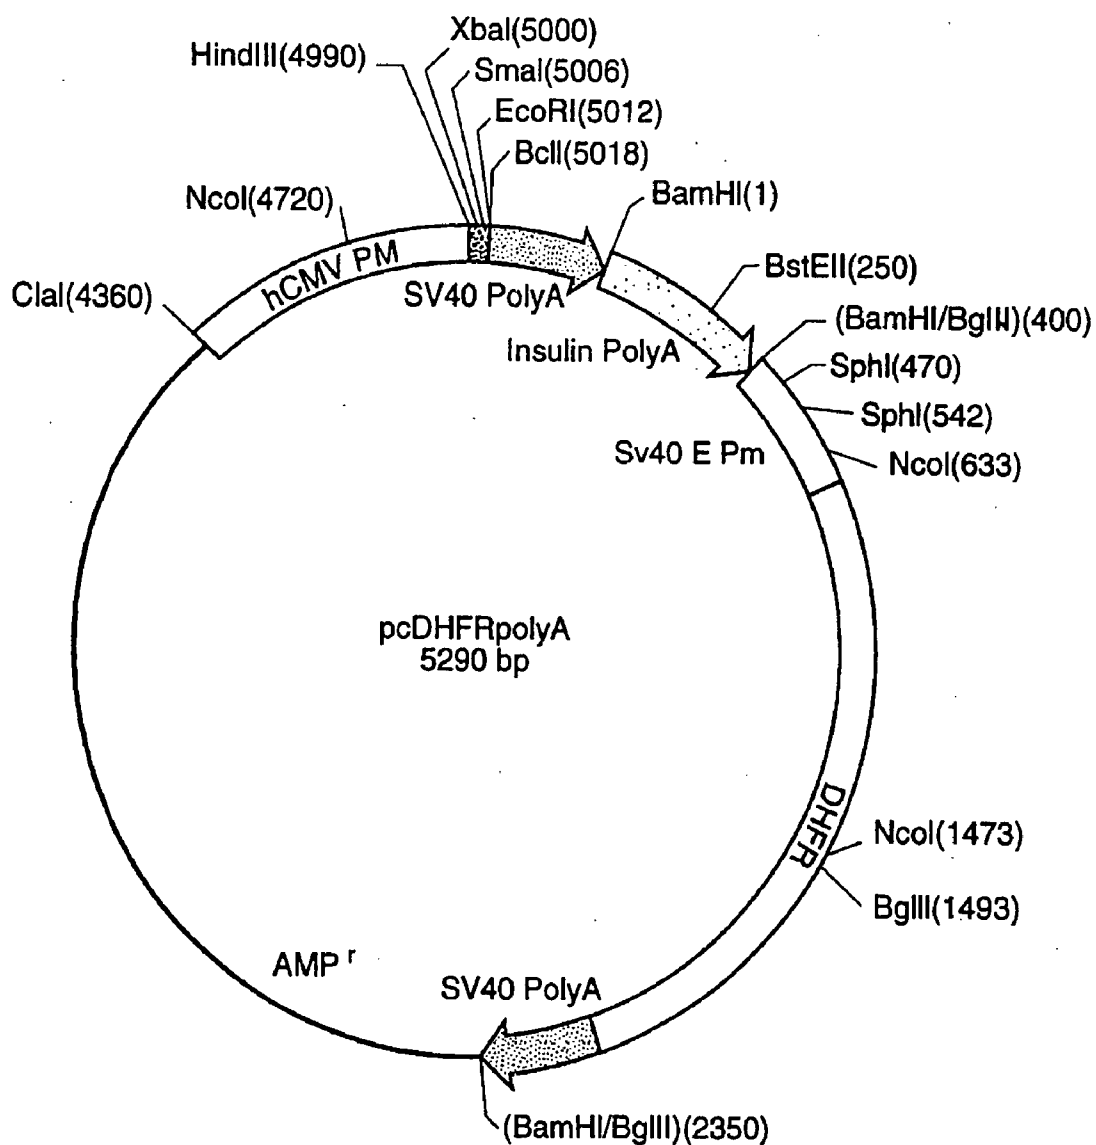 XbaI(5000)
HindIII(4990)
SmaI(5006)
EcoRI(5012)
BclI(5018)
NcoI(4720)
BamHI(1)
hCMV PM
BstEII(250)
ClaI(4360)
SV40 PolyA
(BamHI/BglII)(400)
Insulin PolyA
SphI(470)
SphI(542)
Sv40 E Pm
NcoI(633)
pcDHFRpolyA
5290 bp
DHFR
NcoI(1473)
BglII(1493)
AMP r
SV40 PolyA
(BamHI/BglII)(2350)